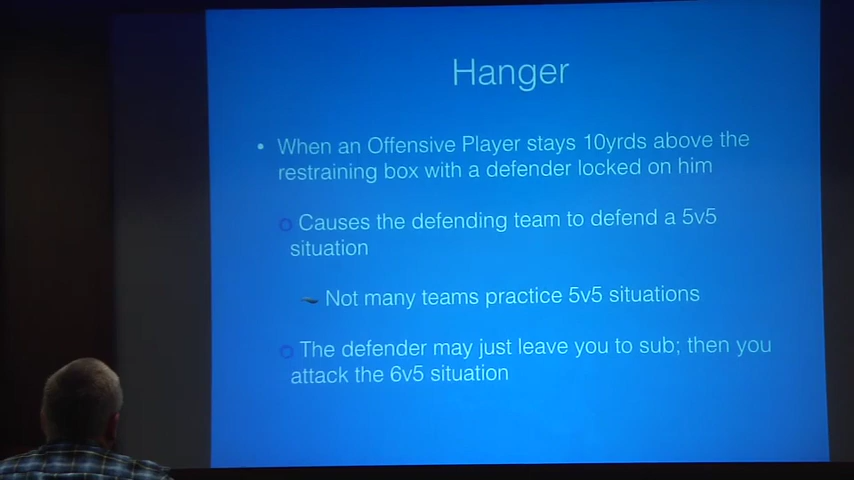 Hanger
• When an Offensive Player stays 10yrds above the
restraining box with a defender locked on him
Causes the defending team to defend a 5v5
situation
Not many teams practice 5v5 situations
The defender may just leave you to sub; then you
attack the 6v5 situation